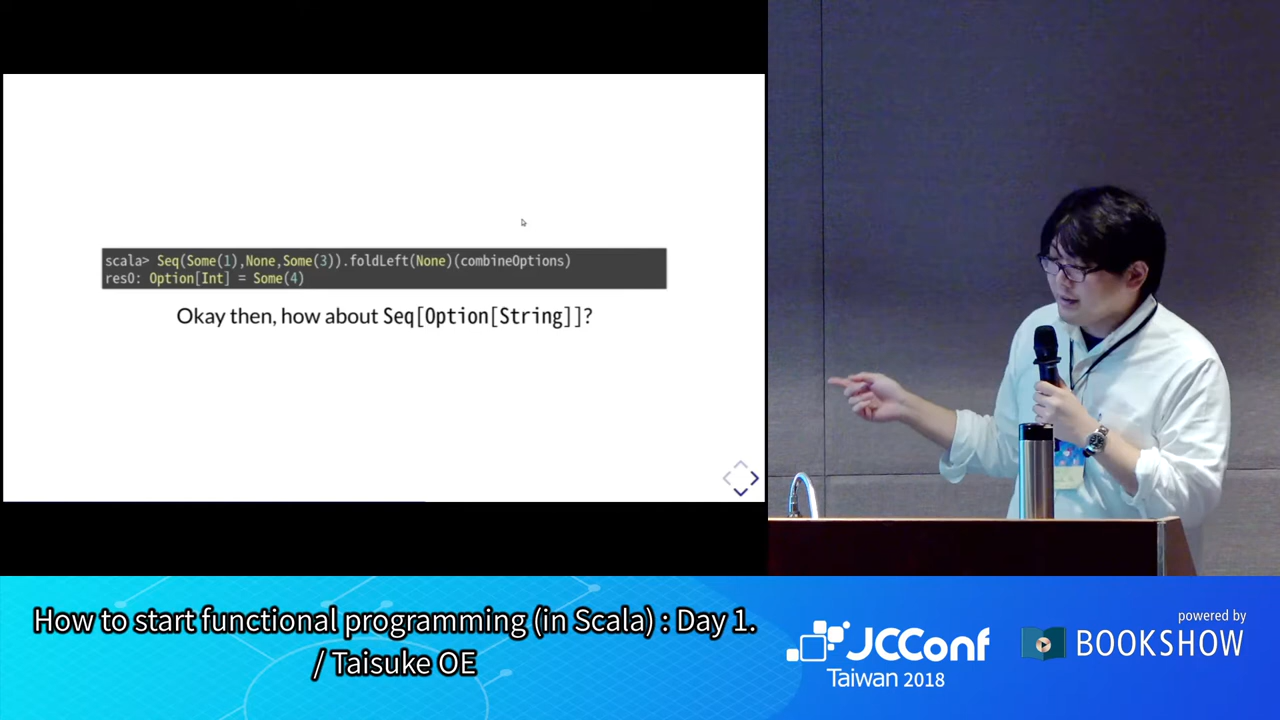 scala> Seq(Some(1),None,Some(3)).foldLeft(None)(combineOptions)
res0: Option[Int] = Some(4)
Okay then, how about Seq[Option[String]]?
How to start functional programming (in Scala) : Day 1.
/ Taisuke OE
JCConf
Taiwan 2018
powered by
BOOKSHOW